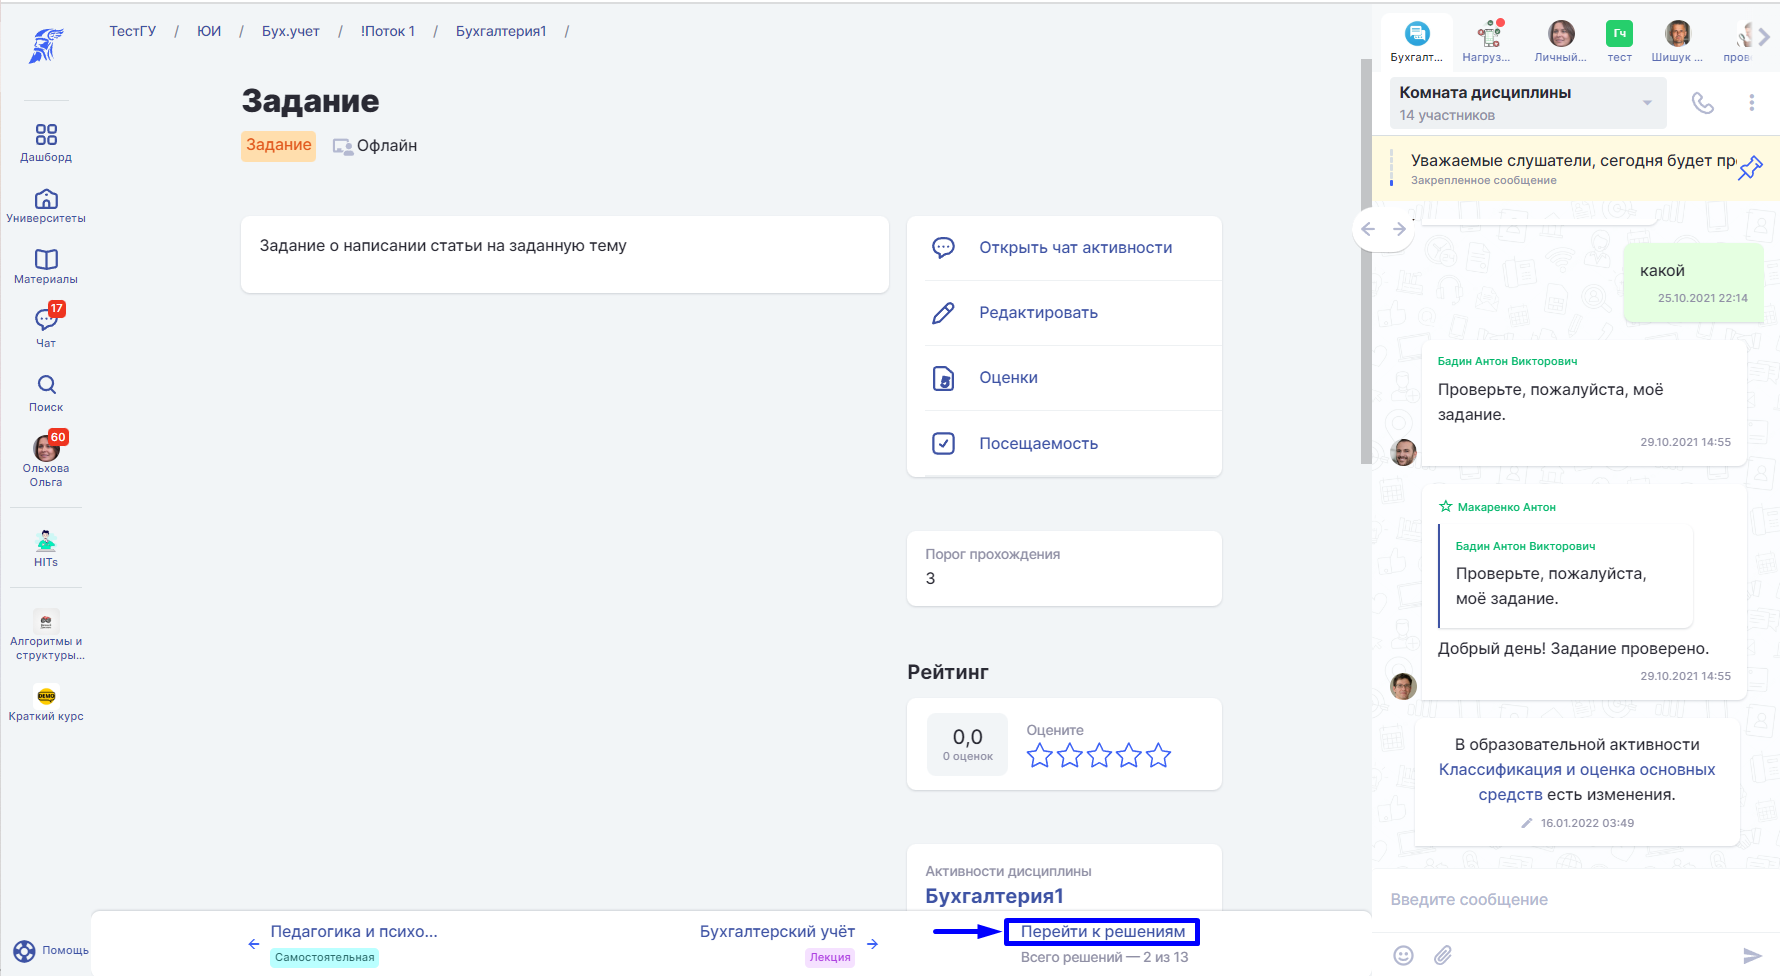 ТестГУ / ЮИ / Бух.учет / !Поток 1 / Бухгалтерия1 /
Дашборд
Университеты
Материалы
17
Чат
Поиск
60
Ольхова
Ольга
HITs
Алгоритмы и
структуры...
DEMO
Краткий курс
Помощь
Задание
Задание Офлайн
Задание о написании статьи на заданную тему
Открыть чат активности
Редактировать
5
Оценки
Посещаемость
Порог прохождения
3
Рейтинг
0,0
0 оценок
Оцените
Активности дисциплины
Бухгалтерия1
Педагогика и психо...
Самостоятельная
Бухгалтерский учёт
Лекция
Перейти к решениям
Всего решений — 2 из 13
Бухгалт...
Нагруз...
Личный...
Гч
тест
Шишук ...
Комната дисциплины
14 участников
Уважаемые слушатели, сегодня будет
Закрепленное сообщение
какой
25.10.2021 22:14
Бадин Антон Викторович
Проверьте, пожалуйста, моё
задание.
29.10.2021 14:55
Макаренко Антон
Бадин Антон Викторович
Проверьте, пожалуйста,
моё задание.
Добрый день! Задание проверено.
29.10.2021 14:55
В образовательной активности
Классификация и оценка основных
средств есть изменения.
16.01.2022 03:49
Введите сообщение